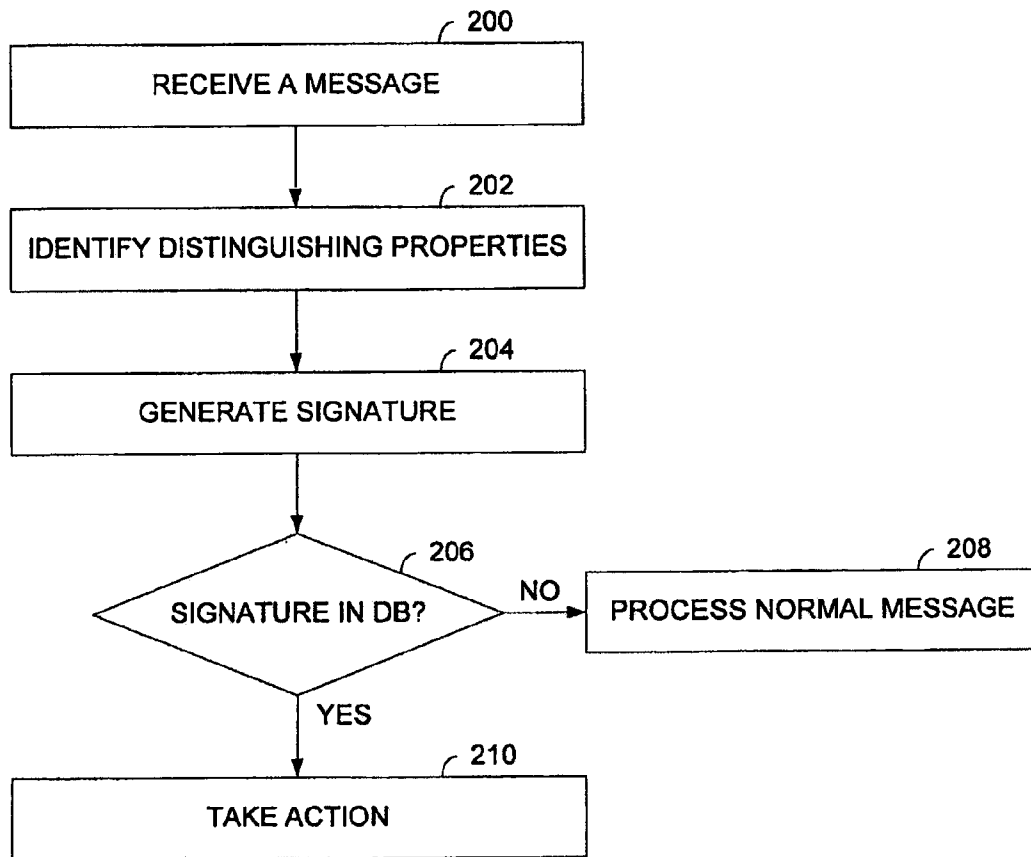 200
RECEIVE A MESSAGE
202
IDENTIFY DISTINGUISHING PROPERTIES
204
GENERATE SIGNATURE
206
SIGNATURE IN DB?
NO
208
PROCESS NORMAL MESSAGE
YES
210
TAKE ACTION